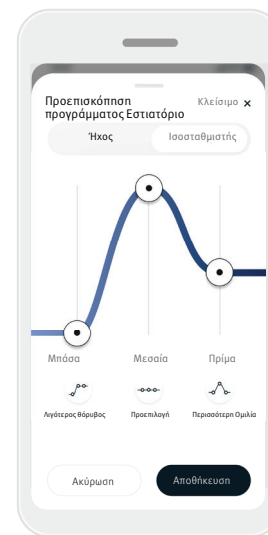 Προεπισκόπηση
προγράμματος Εστιατόριο
Κλείσιμο ×
Ήχος Ισοσταθμιστής
Μπάσα Μεσαία Πρίμα
Λιγότερος θόρυβος Προεπιλογή Περισσότερη Ομιλία
Ακύρωση Αποθήκευση